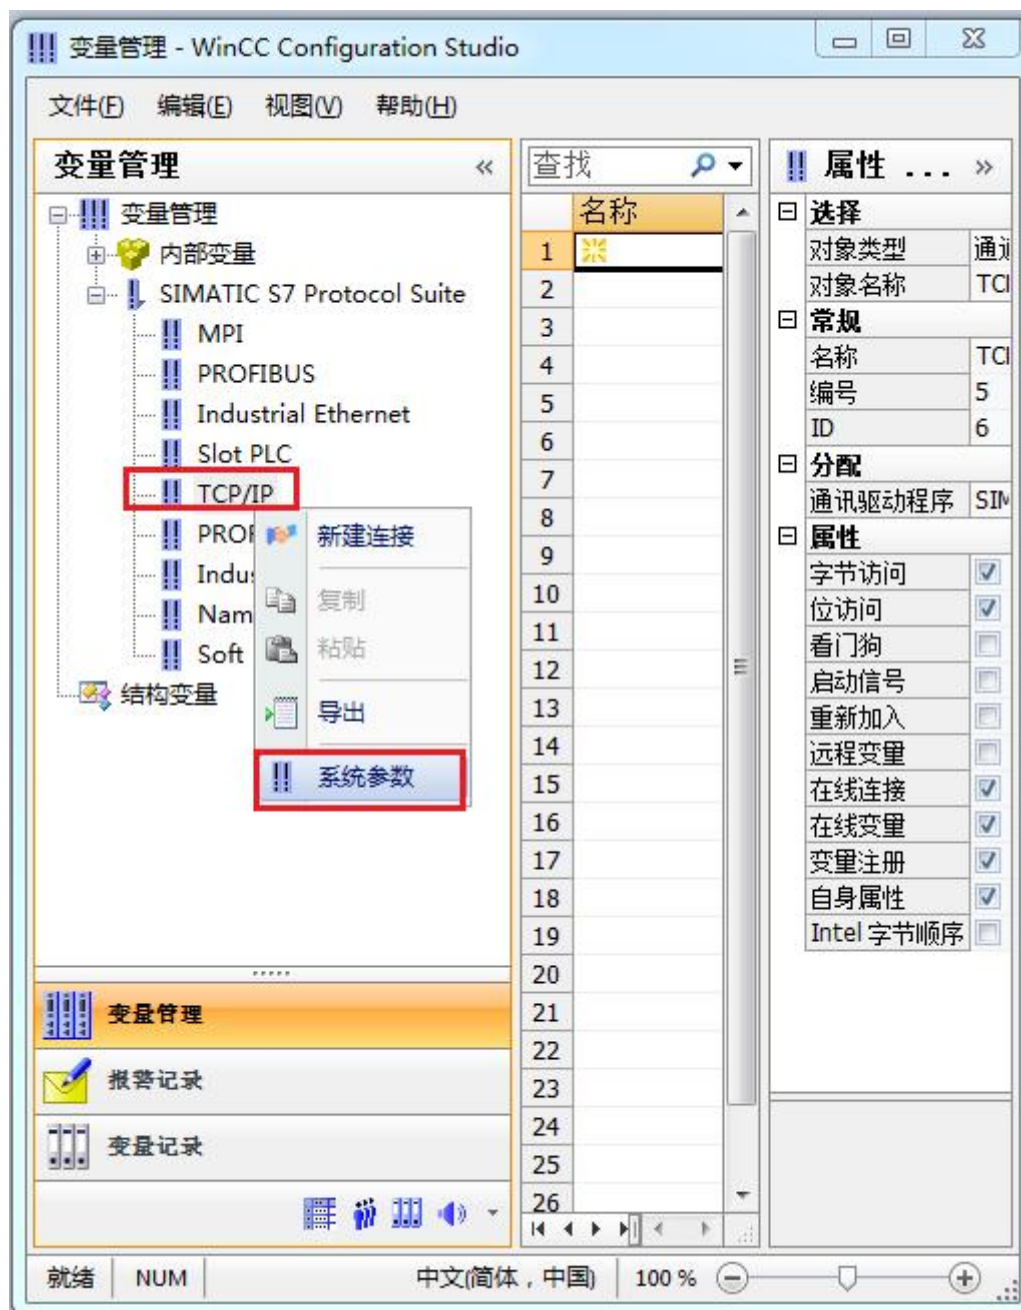 变量管理 - WinCC Configuration Studio
文件(F) 编辑(E) 视图(V) 帮助(H)
变量管理 «
变量管理
内部变量
SIMATIC S7 Protocol Suite
MPI
PROFIBUS
Industrial Ethernet
Slot PLC
TCP/IP
PROF
Indus
Nam
Soft
结构变量
新建连接
复制
粘贴
导出
系统参数
变量管理
报警记录
变量记录
查找
名称
1
2
3
4
5
6
7
8
9
10
11
12
13
14
15
16
17
18
19
20
21
22
23
24
25
26
属性 ... »
选择
对象类型 通讯
对象名称 TCI
常规
名称 TCI
编号 5
ID 6
分配
通讯驱动程序 SIM
属性
字节访问
位访问
看门狗
启动信号
重新加入
远程变量
在线连接
在线变量
变量注册
自身属性
Intel 字节顺序
就绪 NUM 中文(简体，中国) 100 %